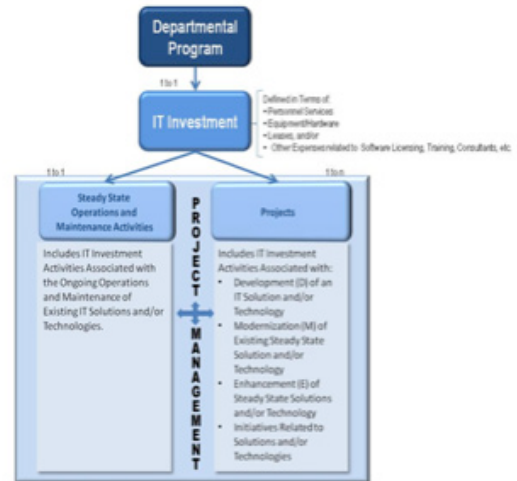 Departmental
Program
1 to 1
IT Investment
Defined in Terms of:
• Personnel Services
• Equipment/Hardware
• Leases, and/or
• Other Expenses related to Software Licensing, Training, Consultants, etc.
1 to 1
1 to n
Steady State
Operations and
Maintenance Activities
Includes IT Investment
Activities Associated with
the Ongoing Operations
and Maintenance of
Existing IT Solutions and/or
Technologies.
PROJECT
MANAGEMENT
Projects
Includes IT Investment
Activities Associated with:
• Development (D) of an
IT Solution and/or
Technology
• Modernization (M) of
Existing Steady State
Solution and/or
Technology
• Enhancement (E) of
Steady State Solutions
and/or Technology
• Initiatives Related to
Solutions and/or
Technologies